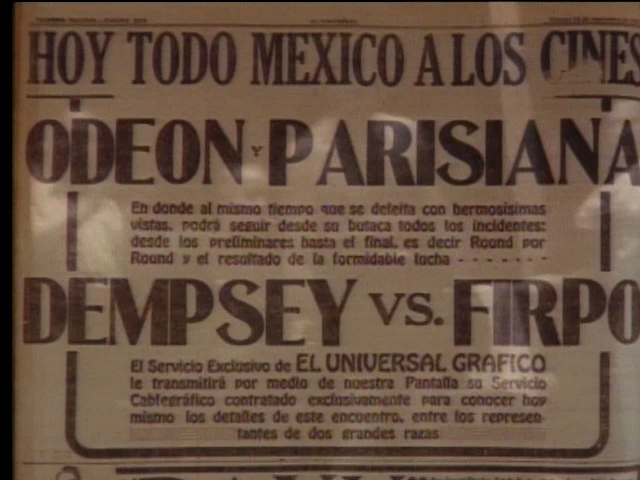 HOY TODO MEXICO A LOS CINES
ODEON Y PARISIANA
En donde al mismo tiempo que se deleita con hermosísimas
vistas, podrá seguir desde su butaca todos los incidentes;
desde los preliminares hasta el final, es decir Round por
Round y el resultado de la formidable lucha - - - - - - -
DEMPSEY VS. FIRPO
El Servicio Exclusivo de EL UNIVERSAL GRAFICO
le transmitirá por medio de nuestra Pantalla su Servicio
Cablegráfico contratado exclusivamente para conocer hoy
mismo los detalles de este encuentro, entre los represen-
tantes de dos grandes razas